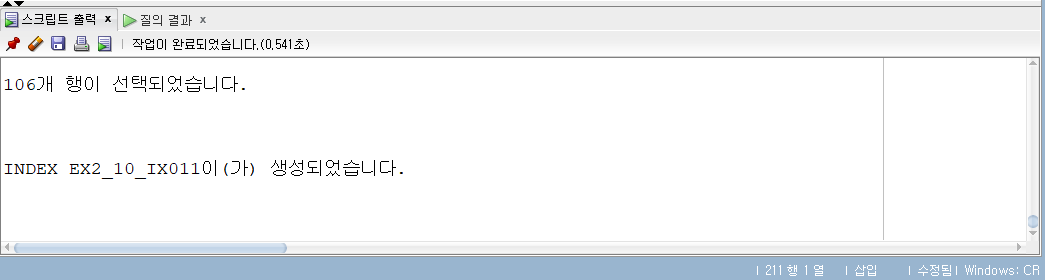 스크립트 출력 x 질의 결과 x
작업이 완료되었습니다.(0,541초)
106개 행이 선택되었습니다.
INDEX EX2_10_IX011이(가) 생성되었습니다.
211 행 1 열 삽입 수정됨 Windows: CR